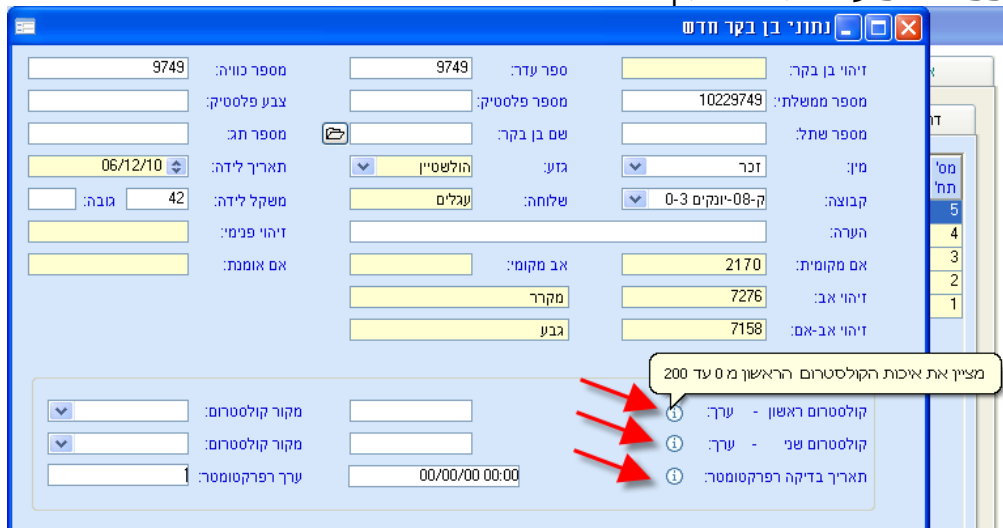 נתוני בן בקר חדש
זיהוי בן בקר: ספר עדר: 9749 מספר כוויה: 9749
מספר ממשלתי: 10229749 מספר פלסטיק: צבע פלסטיק:
מספר שתל: שם בן בקר: מספר תג:
מין: זכר גזע: הולשטיין תאריך לידה: 06/12/10
קבוצה: ק-08-יונקים 0-3 שלוחה: עגלים משקל לידה: 42 גובה:
הערה: זיהוי פנימי:
אם מקומית: 2170 אב מקומי: אם אומנת:
זיהוי אב: 7276 מקרר
זיהוי אב-אם: 7158 גבע
מציין את איכות הקולסטרום הראשון מ 0 עד 200
קולסטרום ראשון - ערך: מקור קולסטרום:
קולסטרום שני - ערך: מקור קולסטרום:
תאריך בדיקה רפרקטומטר: 00/00/00 00:00 ערך רפרקטומטר: 1
מס'
תח'
5
4
3
2
1